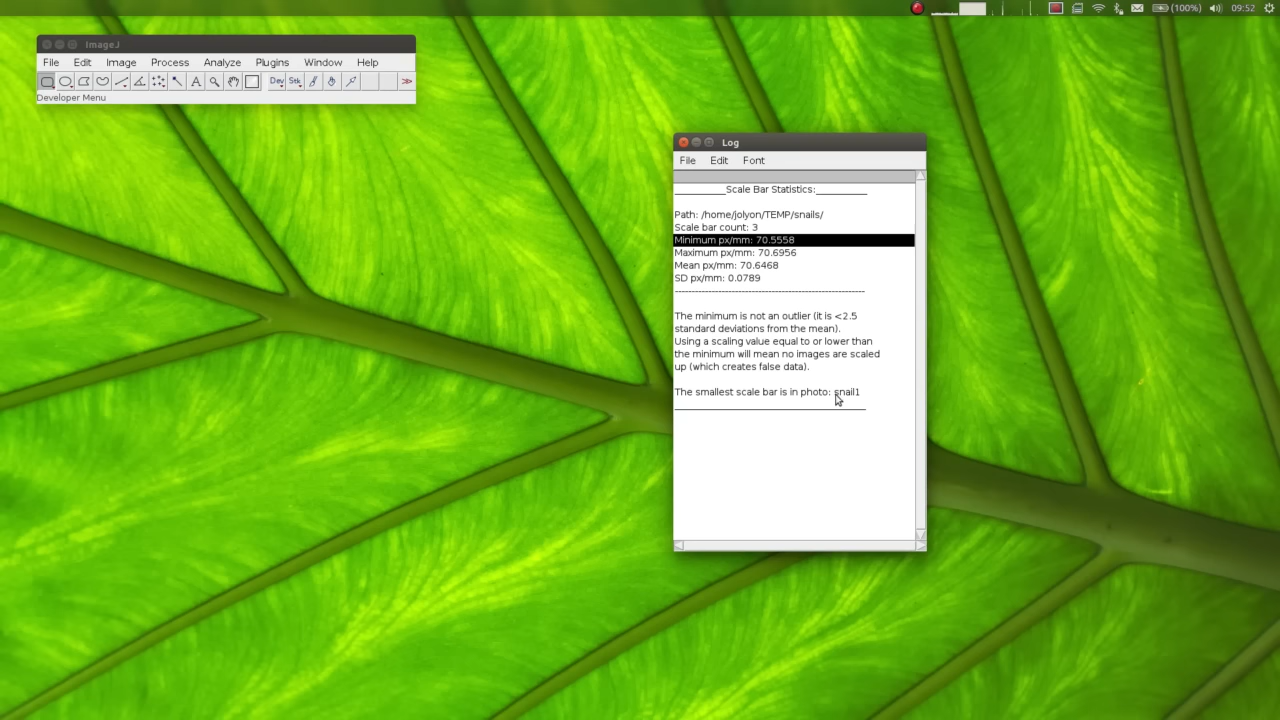 (100%) 09:52
ImageJ
File Edit Image Process Analyze Plugins Window Help
A Dev Stk >>
Developer Menu
Log
File Edit Font
__________Scale Bar Statistics:__________
Path: /home/jolyon/TEMP/snails/
Scale bar count: 3
Minimum px/mm: 70.5558
Maximum px/mm: 70.6956
Mean px/mm: 70.6468
SD px/mm: 0.0789
----------------------------------------------------------
The minimum is not an outlier (it is <2.5
standard deviations from the mean).
Using a scaling value equal to or lower than
the minimum will mean no images are scaled
up (which creates false data).
The smallest scale bar is in photo: snail1